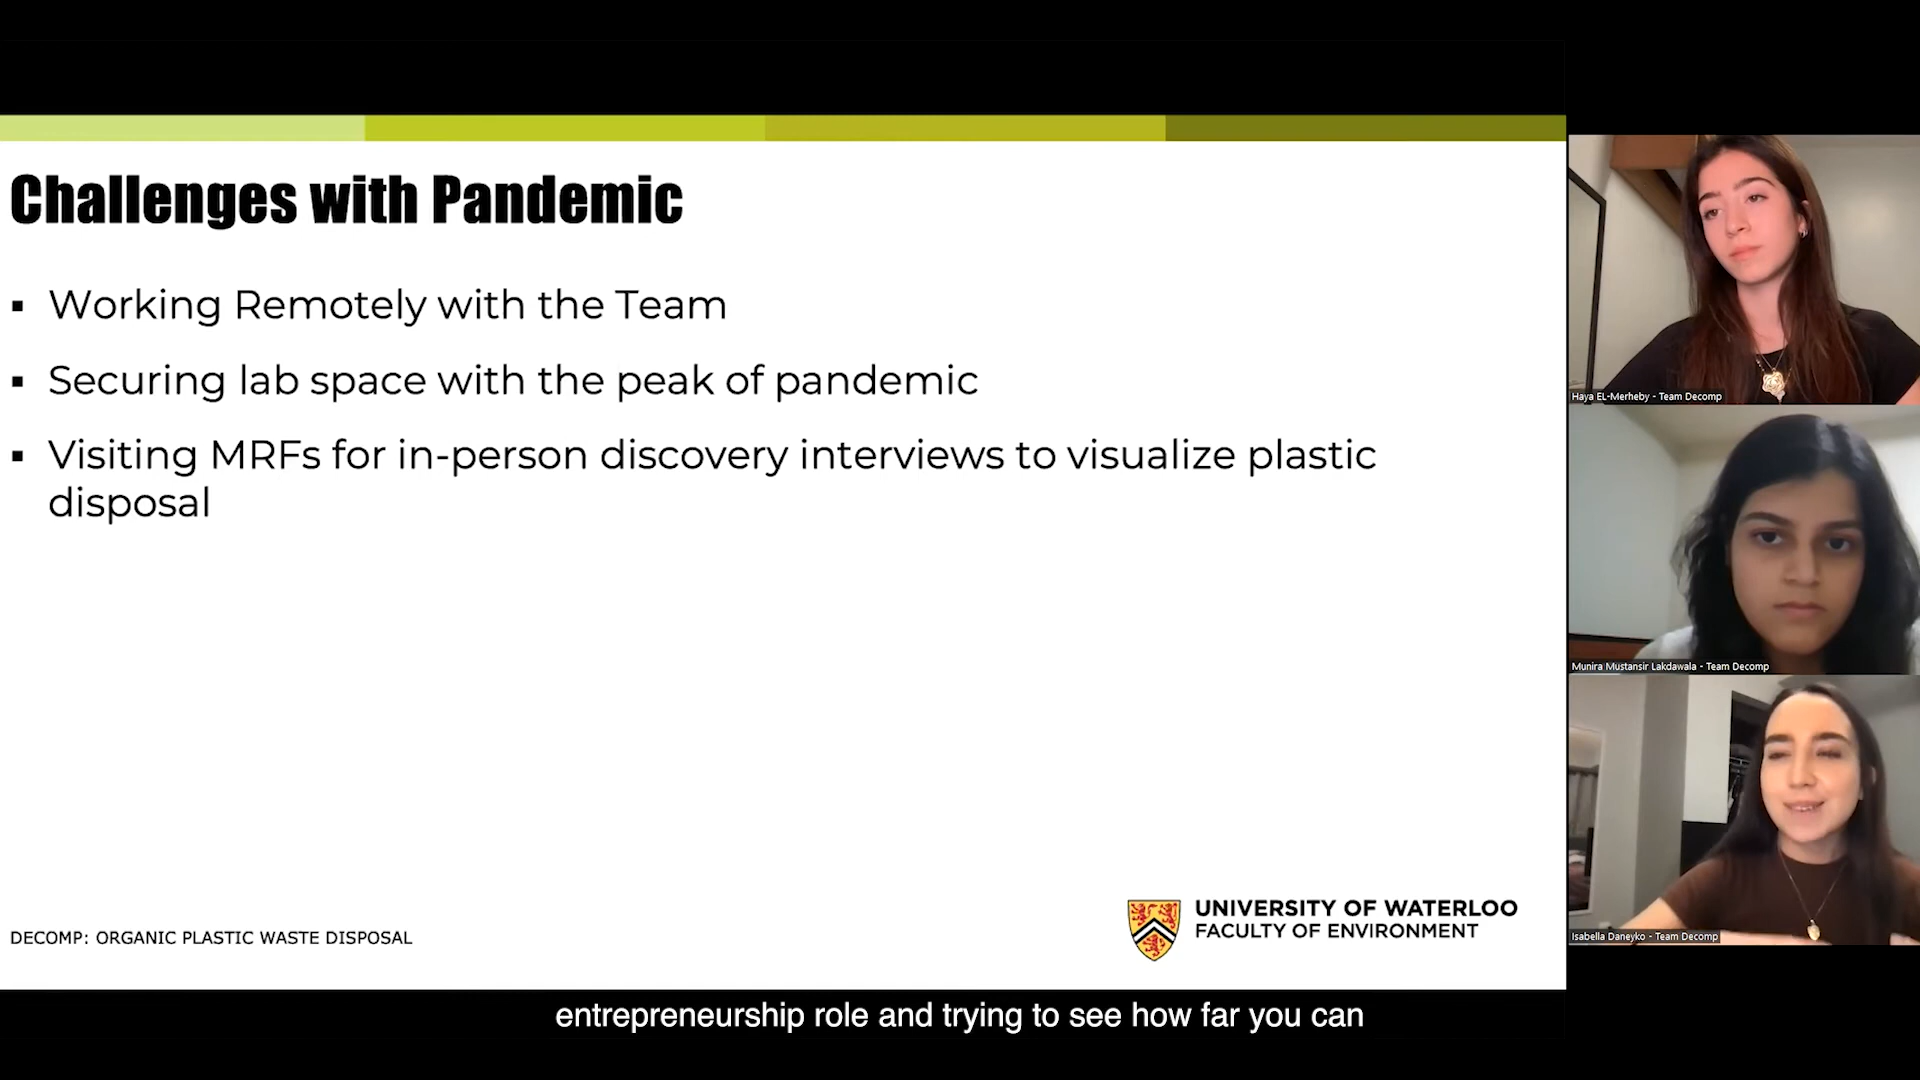 Challenges with Pandemic
▪ Working Remotely with the Team
▪ Securing lab space with the peak of pandemic
▪ Visiting MRFs for in-person discovery interviews to visualize plastic
disposal
DECOMP: ORGANIC PLASTIC WASTE DISPOSAL
UNIVERSITY OF WATERLOO
FACULTY OF ENVIRONMENT
Haya EL-Merheby - Team Decomp
Munira Mustansir Lakdawala - Team Decomp
Isabella Daneyko - Team Decomp
entrepreneurship role and trying to see how far you can